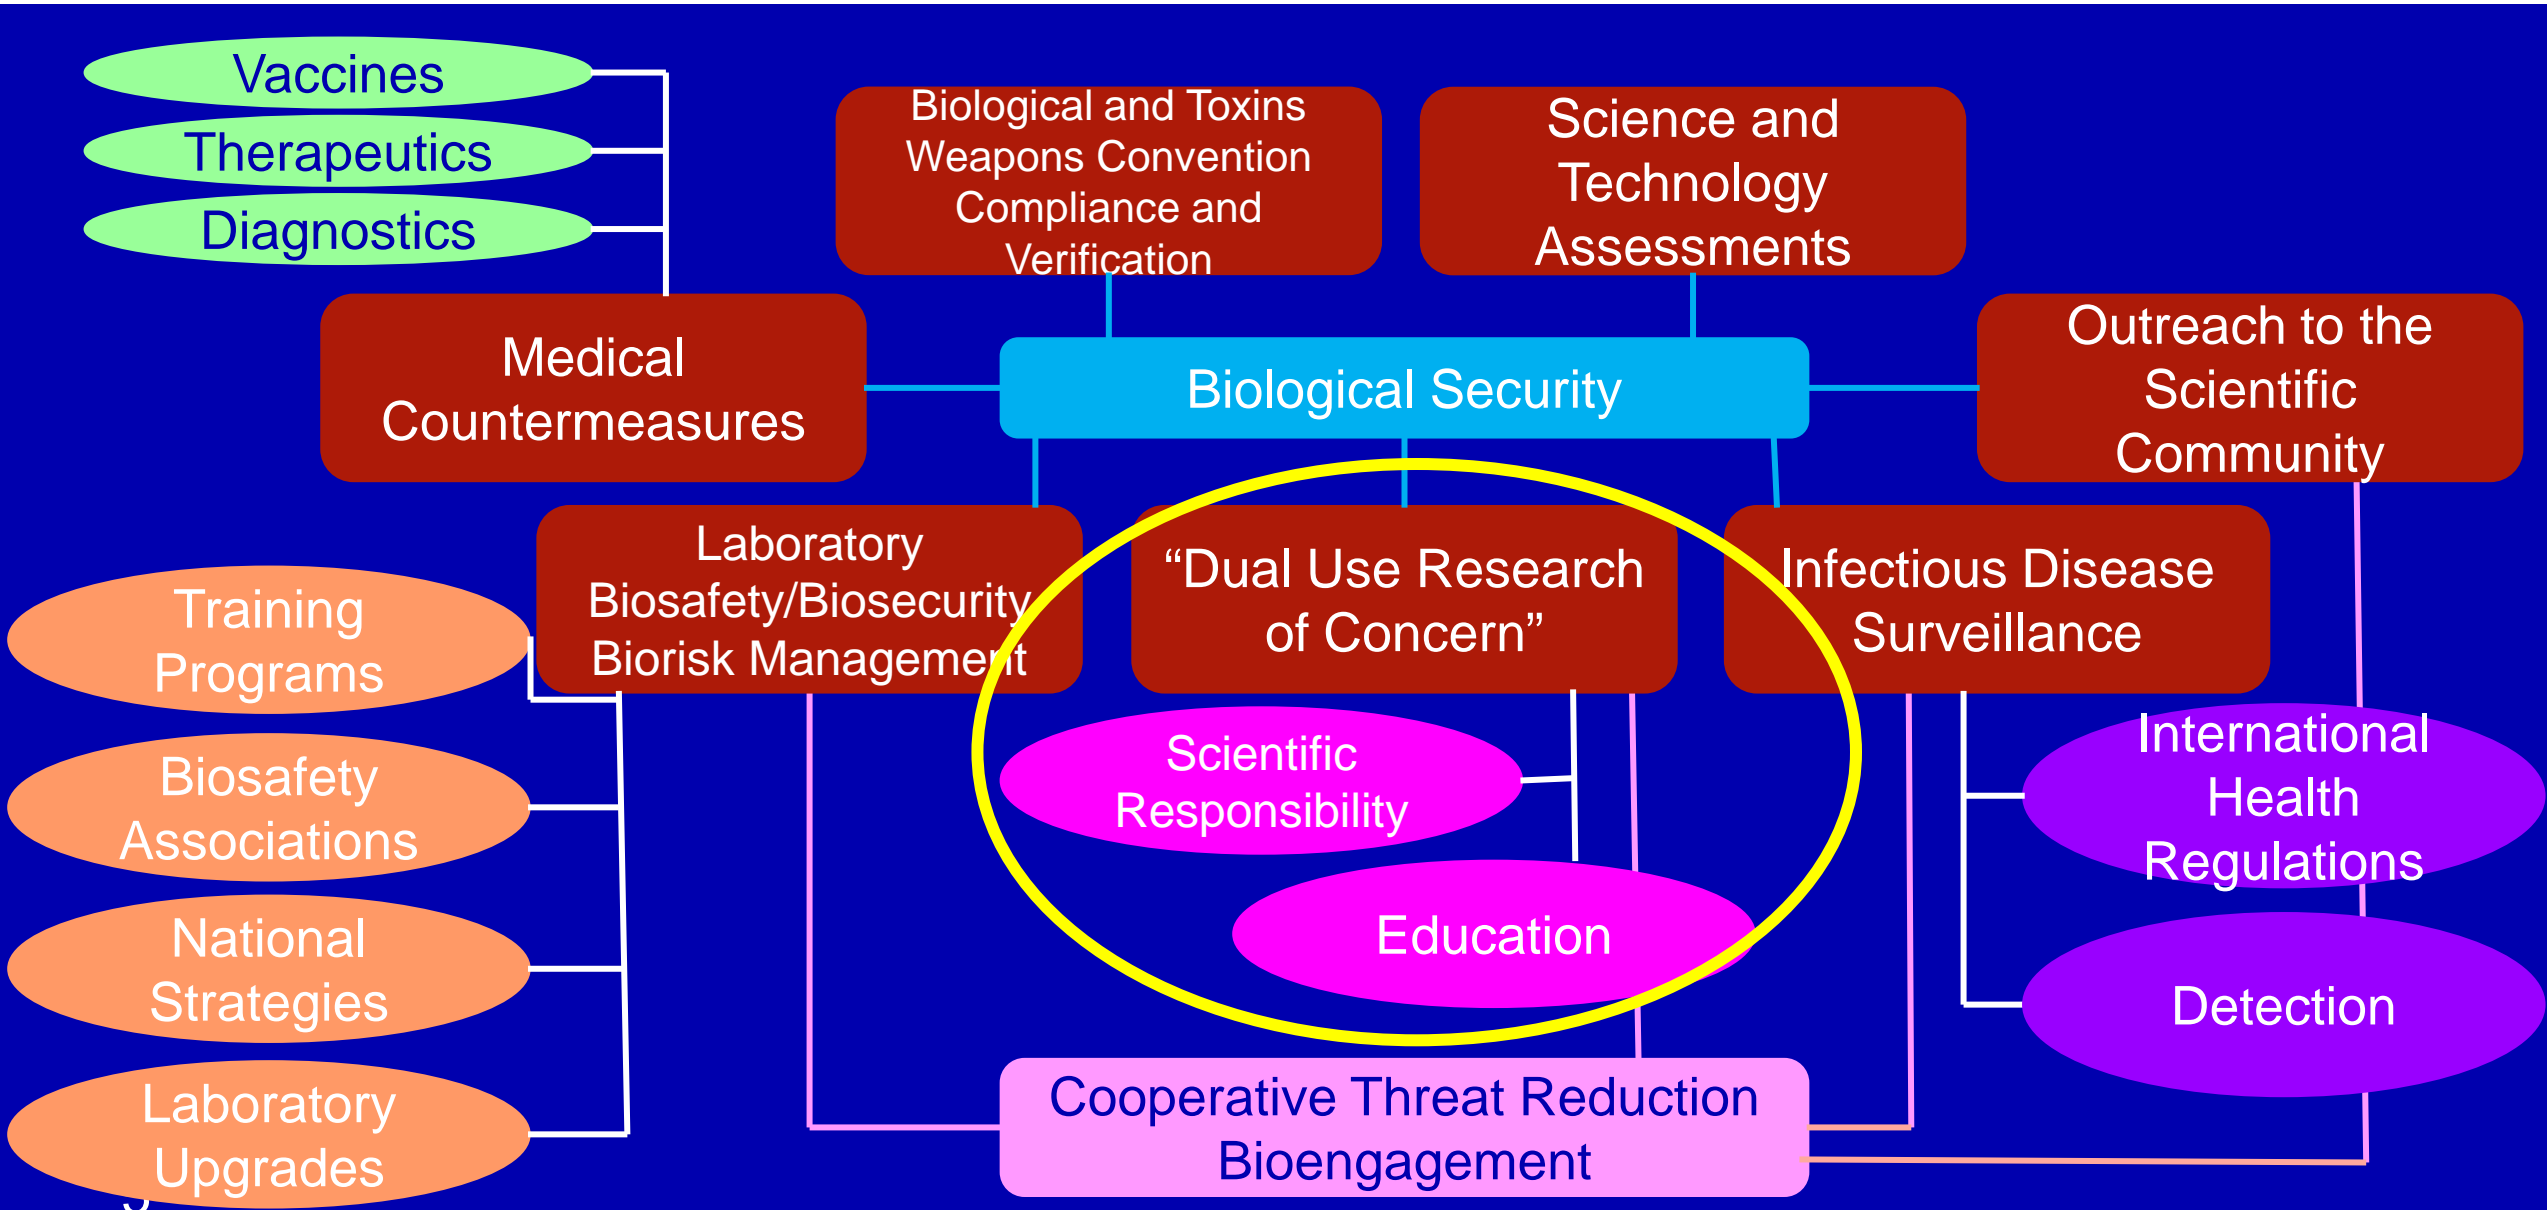 Vaccines
Therapeutics
Diagnostics
Biological and Toxins
Weapons Convention
Compliance and
Verification
Science and
Technology
Assessments
Medical
Countermeasures
Biological Security
Outreach to the
Scientific
Community
Laboratory
Biosafety/Biosecurity
Biorisk Management
“Dual Use Research
of Concern”
Infectious Disease
Surveillance
Training
Programs
Biosafety
Associations
National
Strategies
Laboratory
Upgrades
Scientific
Responsibility
Education
International
Health
Regulations
Detection
Cooperative Threat Reduction
Bioengagement